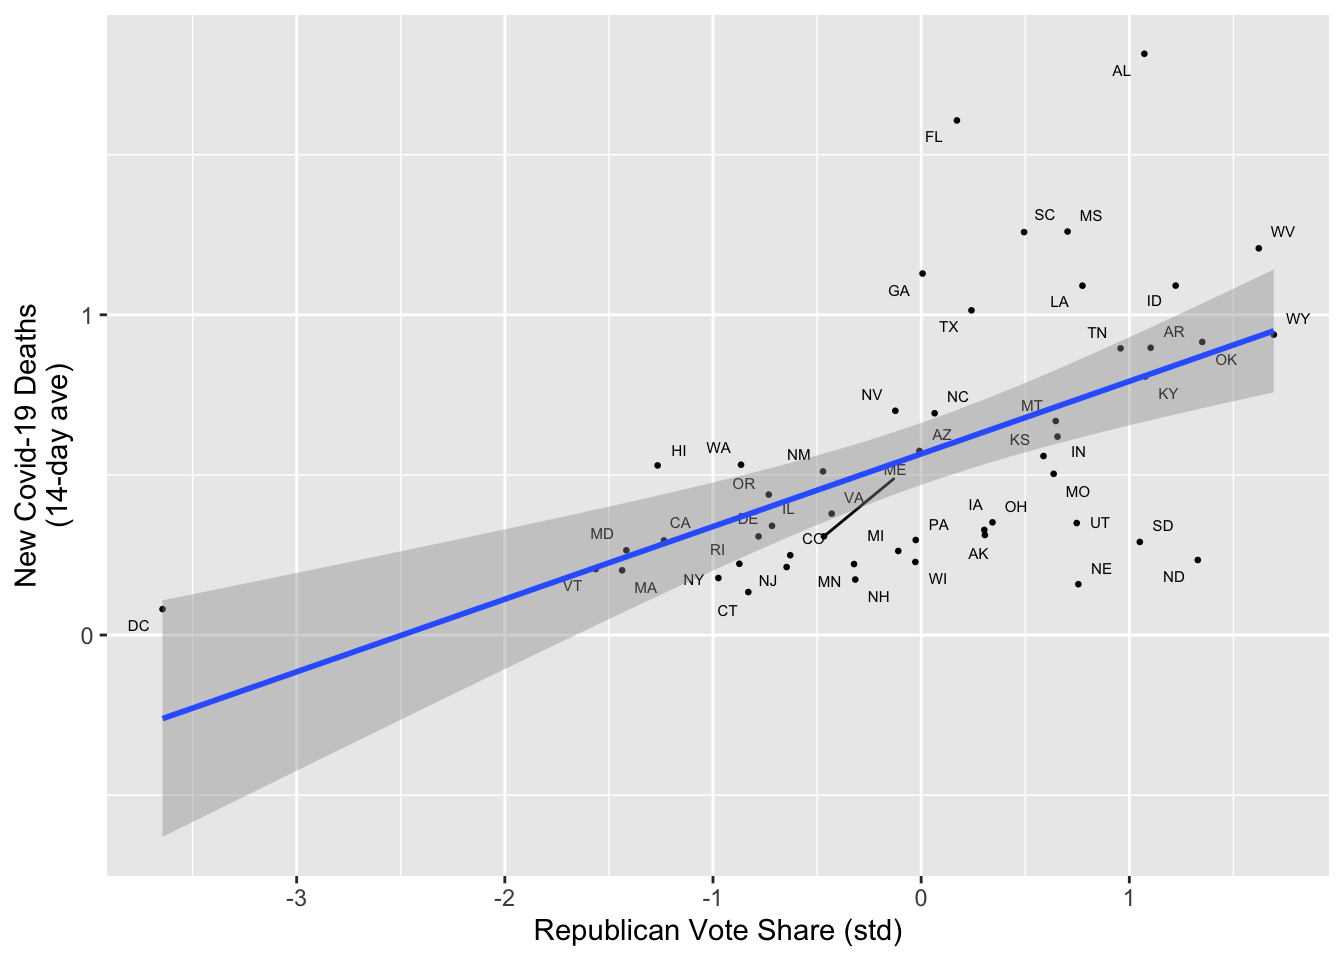 AL
FL
SC MS
WV
GA
LA ID
TX
WY
TN AR
OK
NV NC
KY
MT
AZ
KS
HI WA
NM
IN
ME
OR
MO
VA
IL
IA OH
DE
CA
UT
PA
SD
MD
CO
MI
RI
AK
NE
ND
VT
MA
NY
NJ
MN
WI
NH
CT
DC
1
0
-3 -2 -1 0 1
New Covid-19 Deaths
(14-day ave)
Republican Vote Share (std)